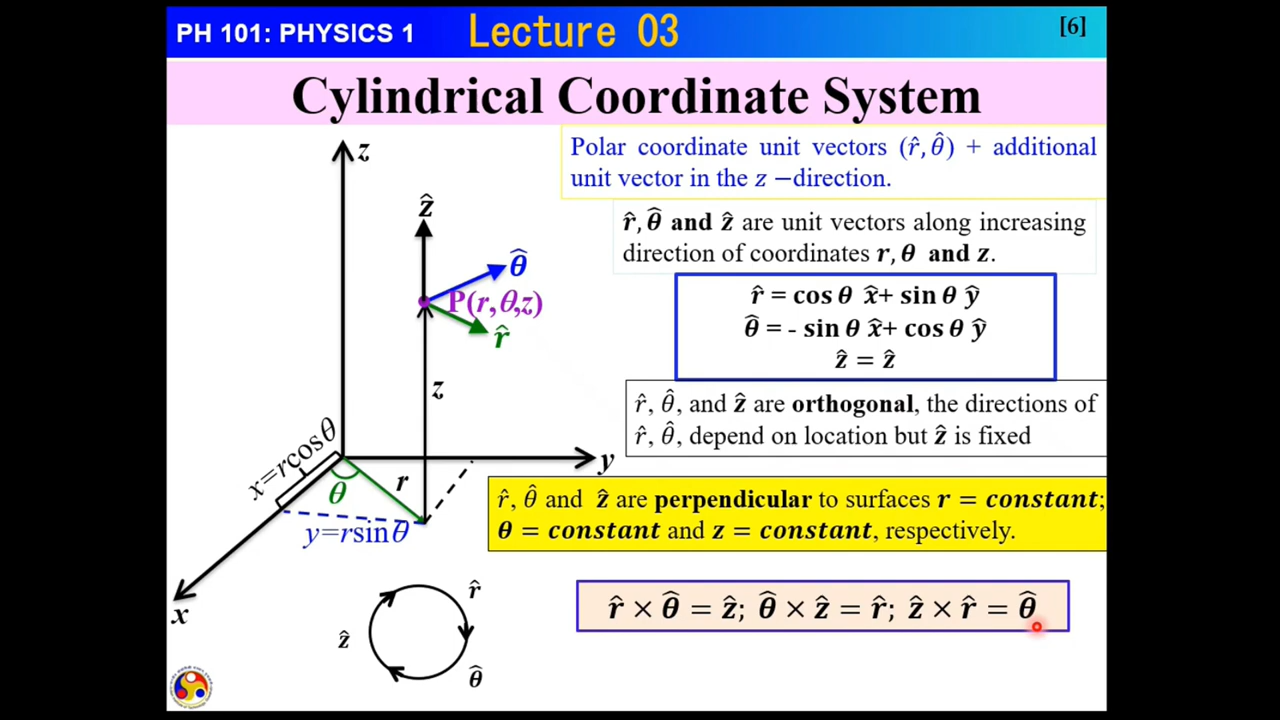 PH 101: PHYSICS 1
Lecture 03
[6]
Cylindrical Coordinate System
Polar coordinate unit vectors (r̂, θ̂) + additional
unit vector in the z −direction.
r̂, θ̂ and ẑ are unit vectors along increasing
direction of coordinates r, θ and z.
r̂ = cos θ x̂+ sin θ ŷ
θ̂ = - sin θ x̂+ cos θ ŷ
ẑ = ẑ
r̂, θ̂, and ẑ are orthogonal, the directions of
r̂, θ̂, depend on location but ẑ is fixed
r̂, θ̂ and ẑ are perpendicular to surfaces r = constant;
θ = constant and z = constant, respectively.
r̂ × θ̂ = ẑ; θ̂ × ẑ = r̂; ẑ × r̂ = θ̂
z
ẑ
θ̂
P(r, θ,z)
r̂
z
y
x=rcosθ
θ
r
y=rsinθ
x
r̂
ẑ
θ̂